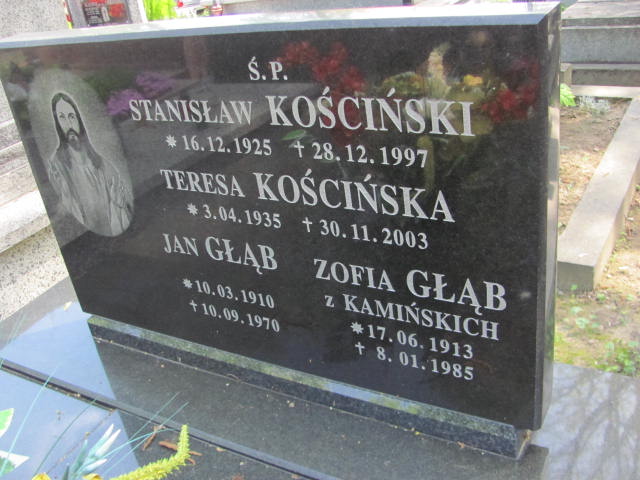 Ś.P.
STANISŁAW KOŚCIŃSKI
* 16.12.1925 † 28.12.1997
TERESA KOŚCIŃSKA
* 3.04.1935 † 30.11.2003
JAN GŁĄB
* 10.03.1910
† 10.09.1970
ZOFIA GŁĄB
z KAMIŃSKICH
* 17.06.1913
† 8.01.1985